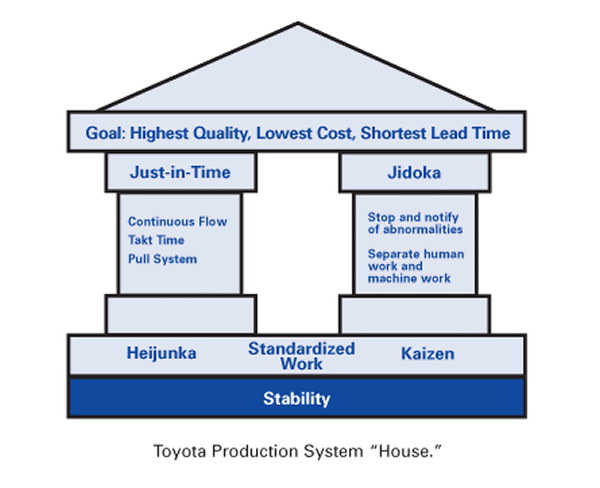 Goal: Highest Quality, Lowest Cost, Shortest Lead Time
Just-in-Time
Continuous Flow
Takt Time
Pull System
Jidoka
Stop and notify
of abnormalities
Separate human
work and
machine work
Heijunka
Standardized
Work
Kaizen
Stability
Toyota Production System “House.”